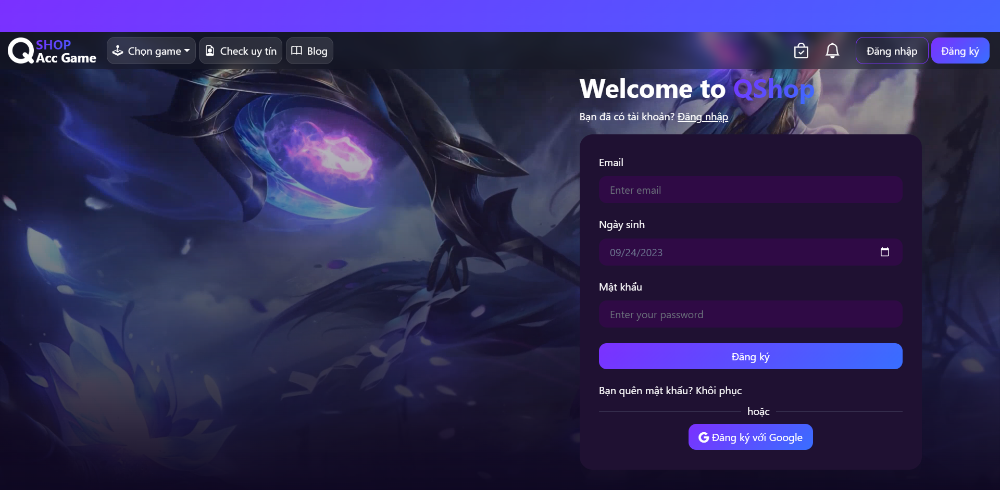 QSHOP
Acc Game
Chọn game
Check uy tín
Blog
Đăng nhập
Đăng ký
Welcome to QShop
Bạn đã có tài khoản? Đăng nhập
Email
Enter email
Ngày sinh
09/24/2023
Mật khẩu
Enter your password
Đăng ký
Bạn quên mật khẩu? Khôi phục
hoặc
Đăng ký với Google